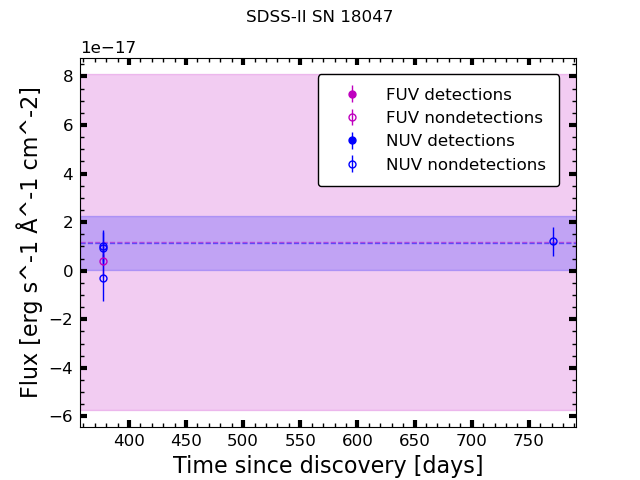 SDSS-II SN 18047
1e−17
8
6
4
2
0
−2
−4
−6
Flux [erg s^-1 Å^-1 cm^-2]
FUV detections
FUV nondetections
NUV detections
NUV nondetections
400 450 500 550 600 650 700 750
Time since discovery [days]